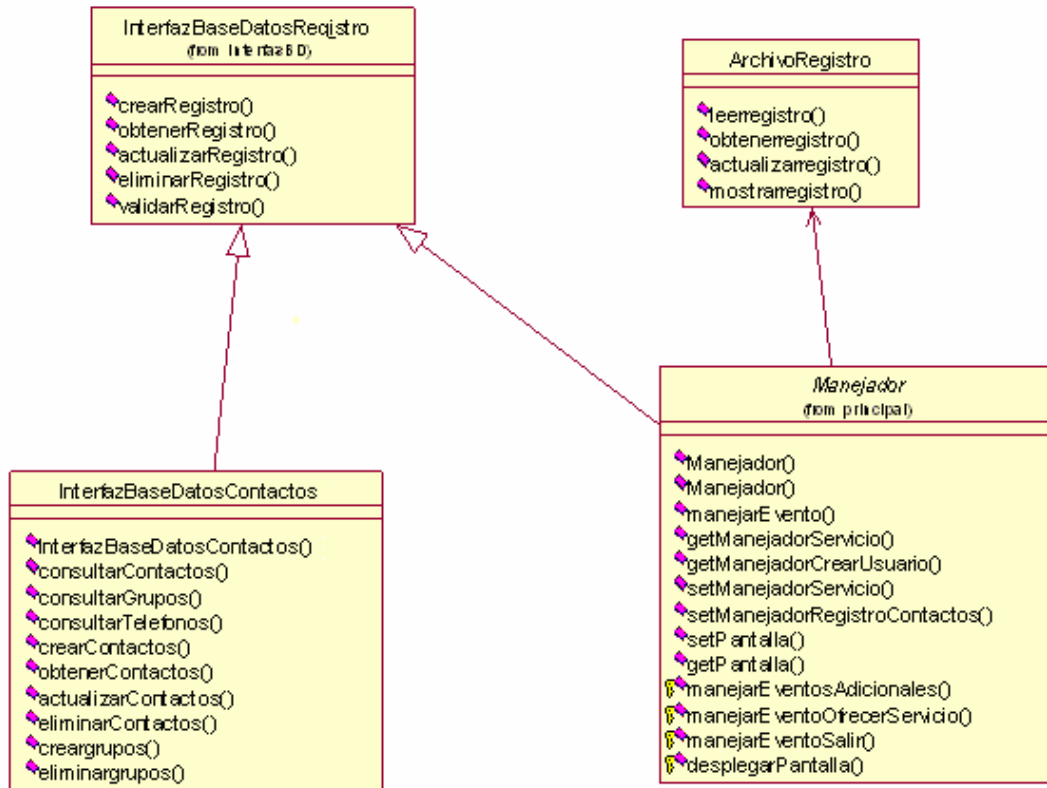 InterfazBaseDatosRegistro
(from InterfazBD)
crearRegistro()
obtenerRegistro()
actualizarRegistro()
eliminarRegistro()
validarRegistro()
ArchivoRegistro
leerregistro()
obtenerregistro()
actualizarregistro()
mostrarregistro()
InterfazBaseDatosContactos
InterfazBaseDatosContactos()
consultarContactos()
consultarGrupos()
consultarTelefonos()
crearContactos()
obtenerContactos()
actualizarContactos()
eliminarContactos()
creargrupos()
eliminargrupos()
Manejador
(from principal)
Manejador()
Manejador()
manejarEvento()
getManejadorServicio()
getManejadorCrearUsuario()
setManejadorServicio()
setManejadorRegistroContactos()
setPantalla()
getPantalla()
manejarEventosAdicionales()
manejarEventoOfrecerServicio()
manejarEventoSalir()
desplegarPantalla()